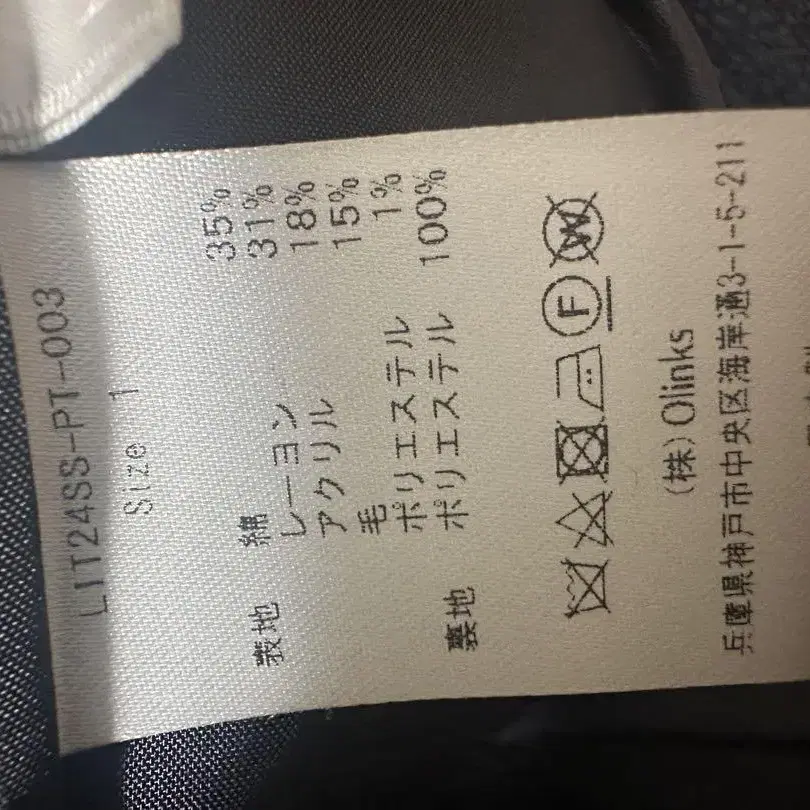 LIT24SS-PT-003
Size 1
表地 綿 35%
レーヨン 31%
アクリル 18%
毛 15%
ポリエステル 1%
裏地 ポリエステル 100%
F W
(株)Olinks
兵庫県神戸市中央区海岸通3-1-5-211